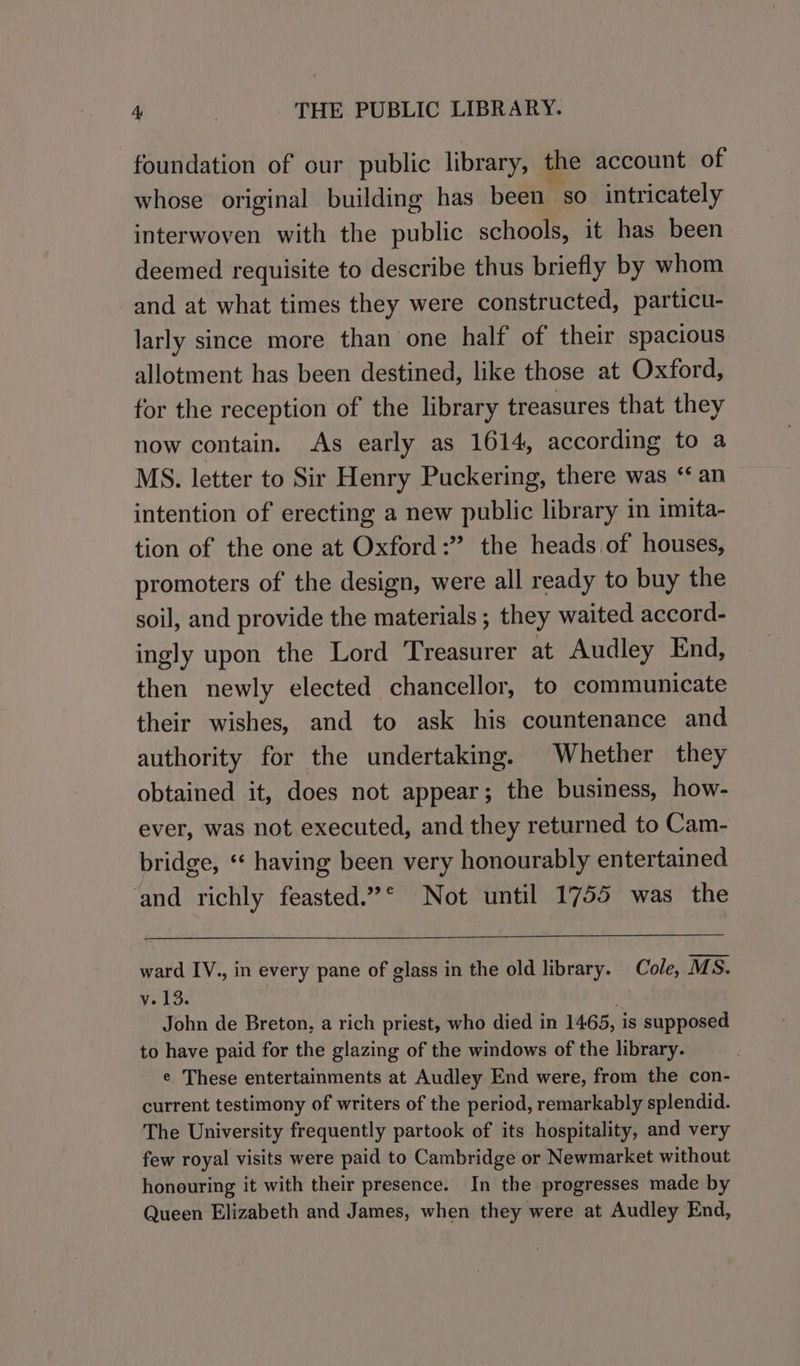 4 THE PUBLIC LIBRARY.
foundation of our public library, the account of
whose original building has been so intricately
interwoven with the public schools, it has been
deemed requisite to describe thus briefly by whom
and at what times they were constructed, particu-
larly since more than one half of their spacious
allotment has been destined, like those at Oxford,
for the reception of the library treasures that they
now contain. As early as 1614, according to a
MS. letter to Sir Henry Puckering, there was “an
intention of erecting a new public library in imita-
tion of the one at Oxford:” the heads of houses,
promoters of the design, were all ready to buy the
soil, and provide the materials; they waited accord-
ingly upon the Lord Treasurer at Audley End,
then newly elected chancellor, to communicate
their wishes, and to ask his countenance and
authority for the undertaking. Whether they
obtained it, does not appear; the business, how-
ever, was not executed, and they returned to Cam-
bridge, “having been very honourably entertained
and richly feasted.”e Not until 1755 was the
ward IV., in every pane of glass in the old library. Cole, MS.
v. 13.
John de Breton, a rich priest, who died in 1465, is supposed
to have paid for the glazing of the windows of the library.
e These entertainments at Audley End were, from the con-
current testimony of writers of the period, remarkably splendid.
The University frequently partook of its hospitality, and very
few royal visits were paid to Cambridge or Newmarket without
honouring it with their presence. In the progresses made by
Queen Elizabeth and James, when they were at Audley End,